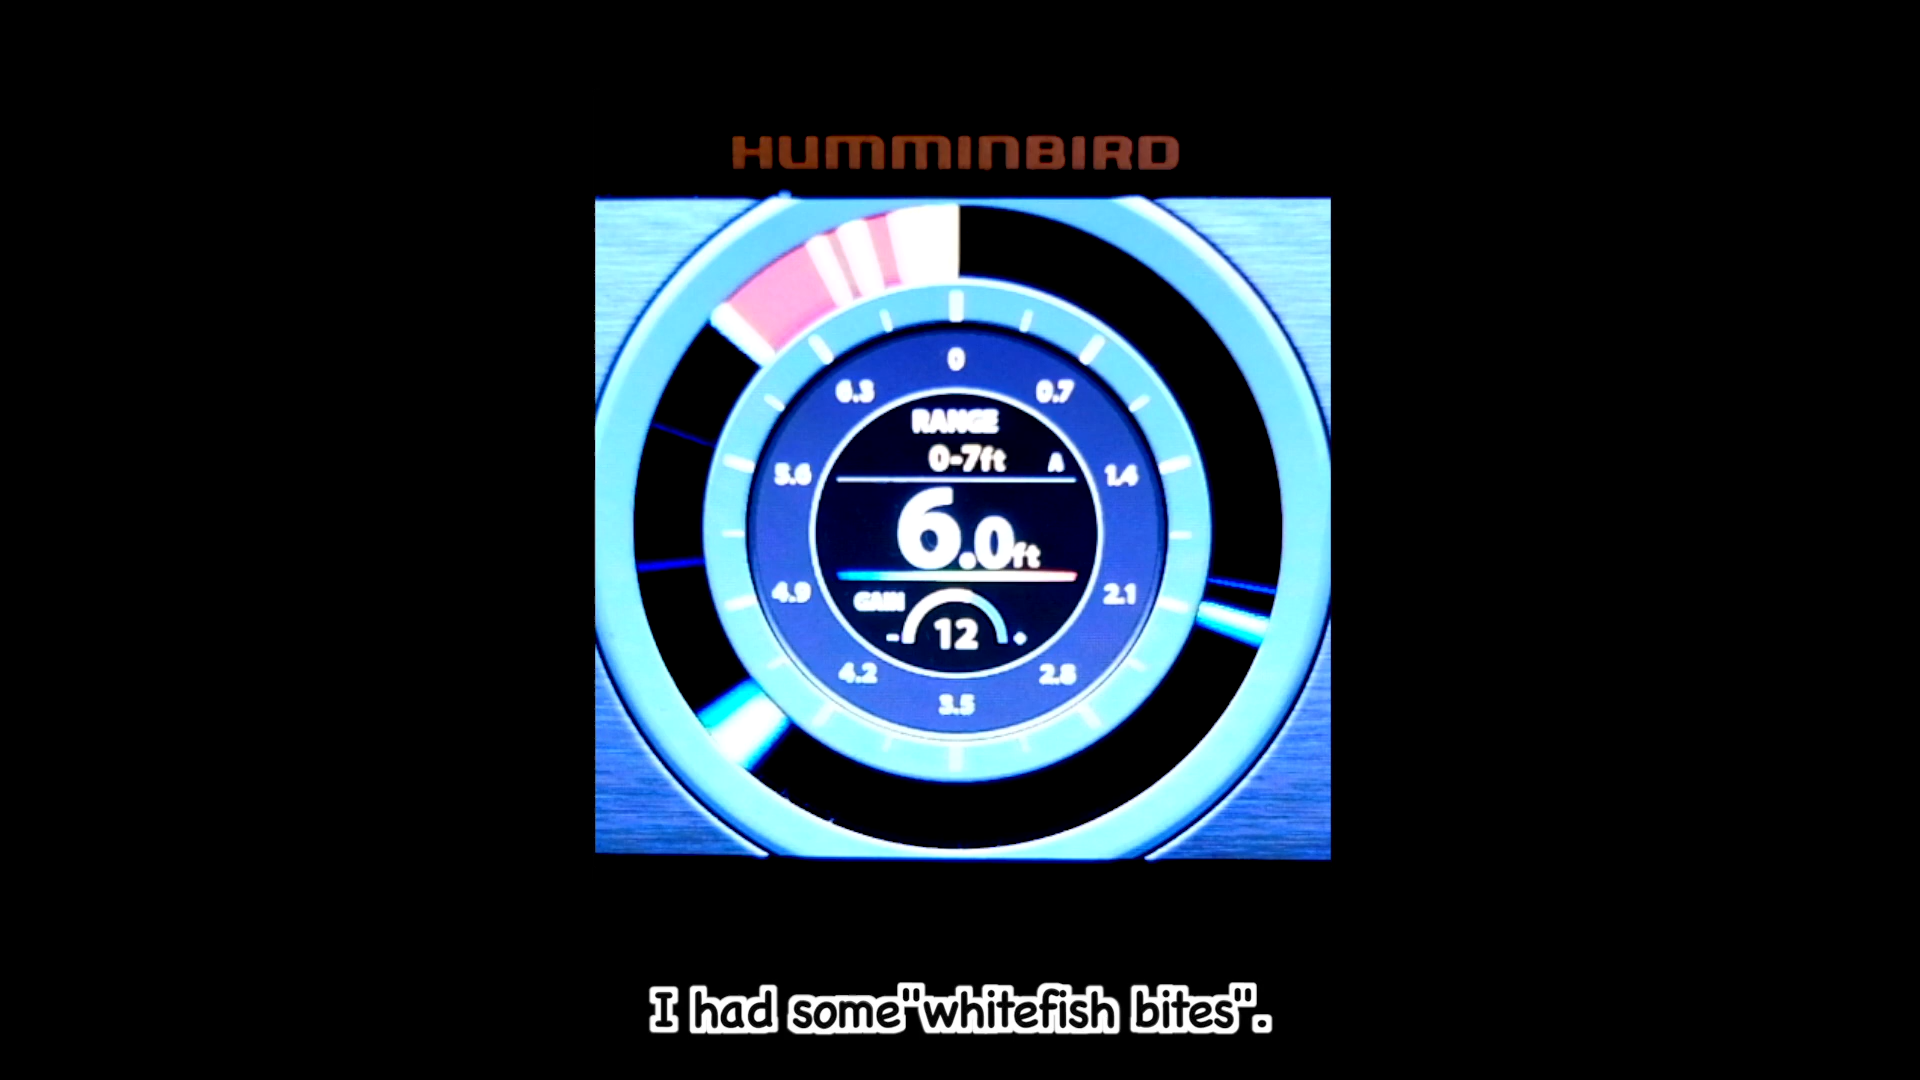 HUMMINBIRD
0
6.3 0.7
RANGE
0-7ft A
5.6 1.4
6.0ft
4.9 2.1
GAIN
- 12 +
4.2 2.8
3.5
I had some"whitefish bites".